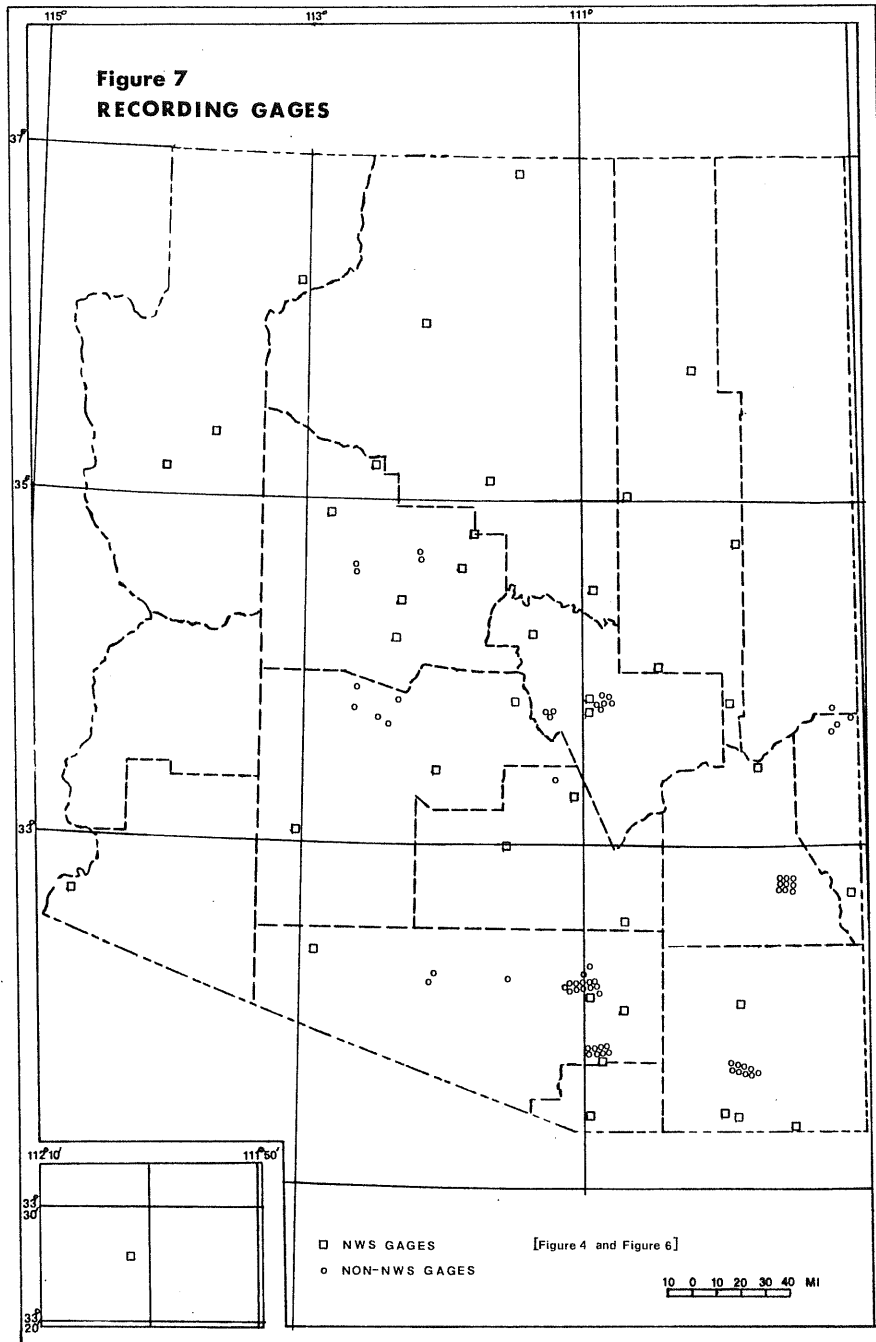 115° 113° 111°
Figure 7
RECORDING GAGES
37°
35°
33°
112° 10' 111° 50'
33° 30'
33° 20'
NWS GAGES [Figure 4 and Figure 6]
NON-NWS GAGES
10 0 10 20 30 40 MI